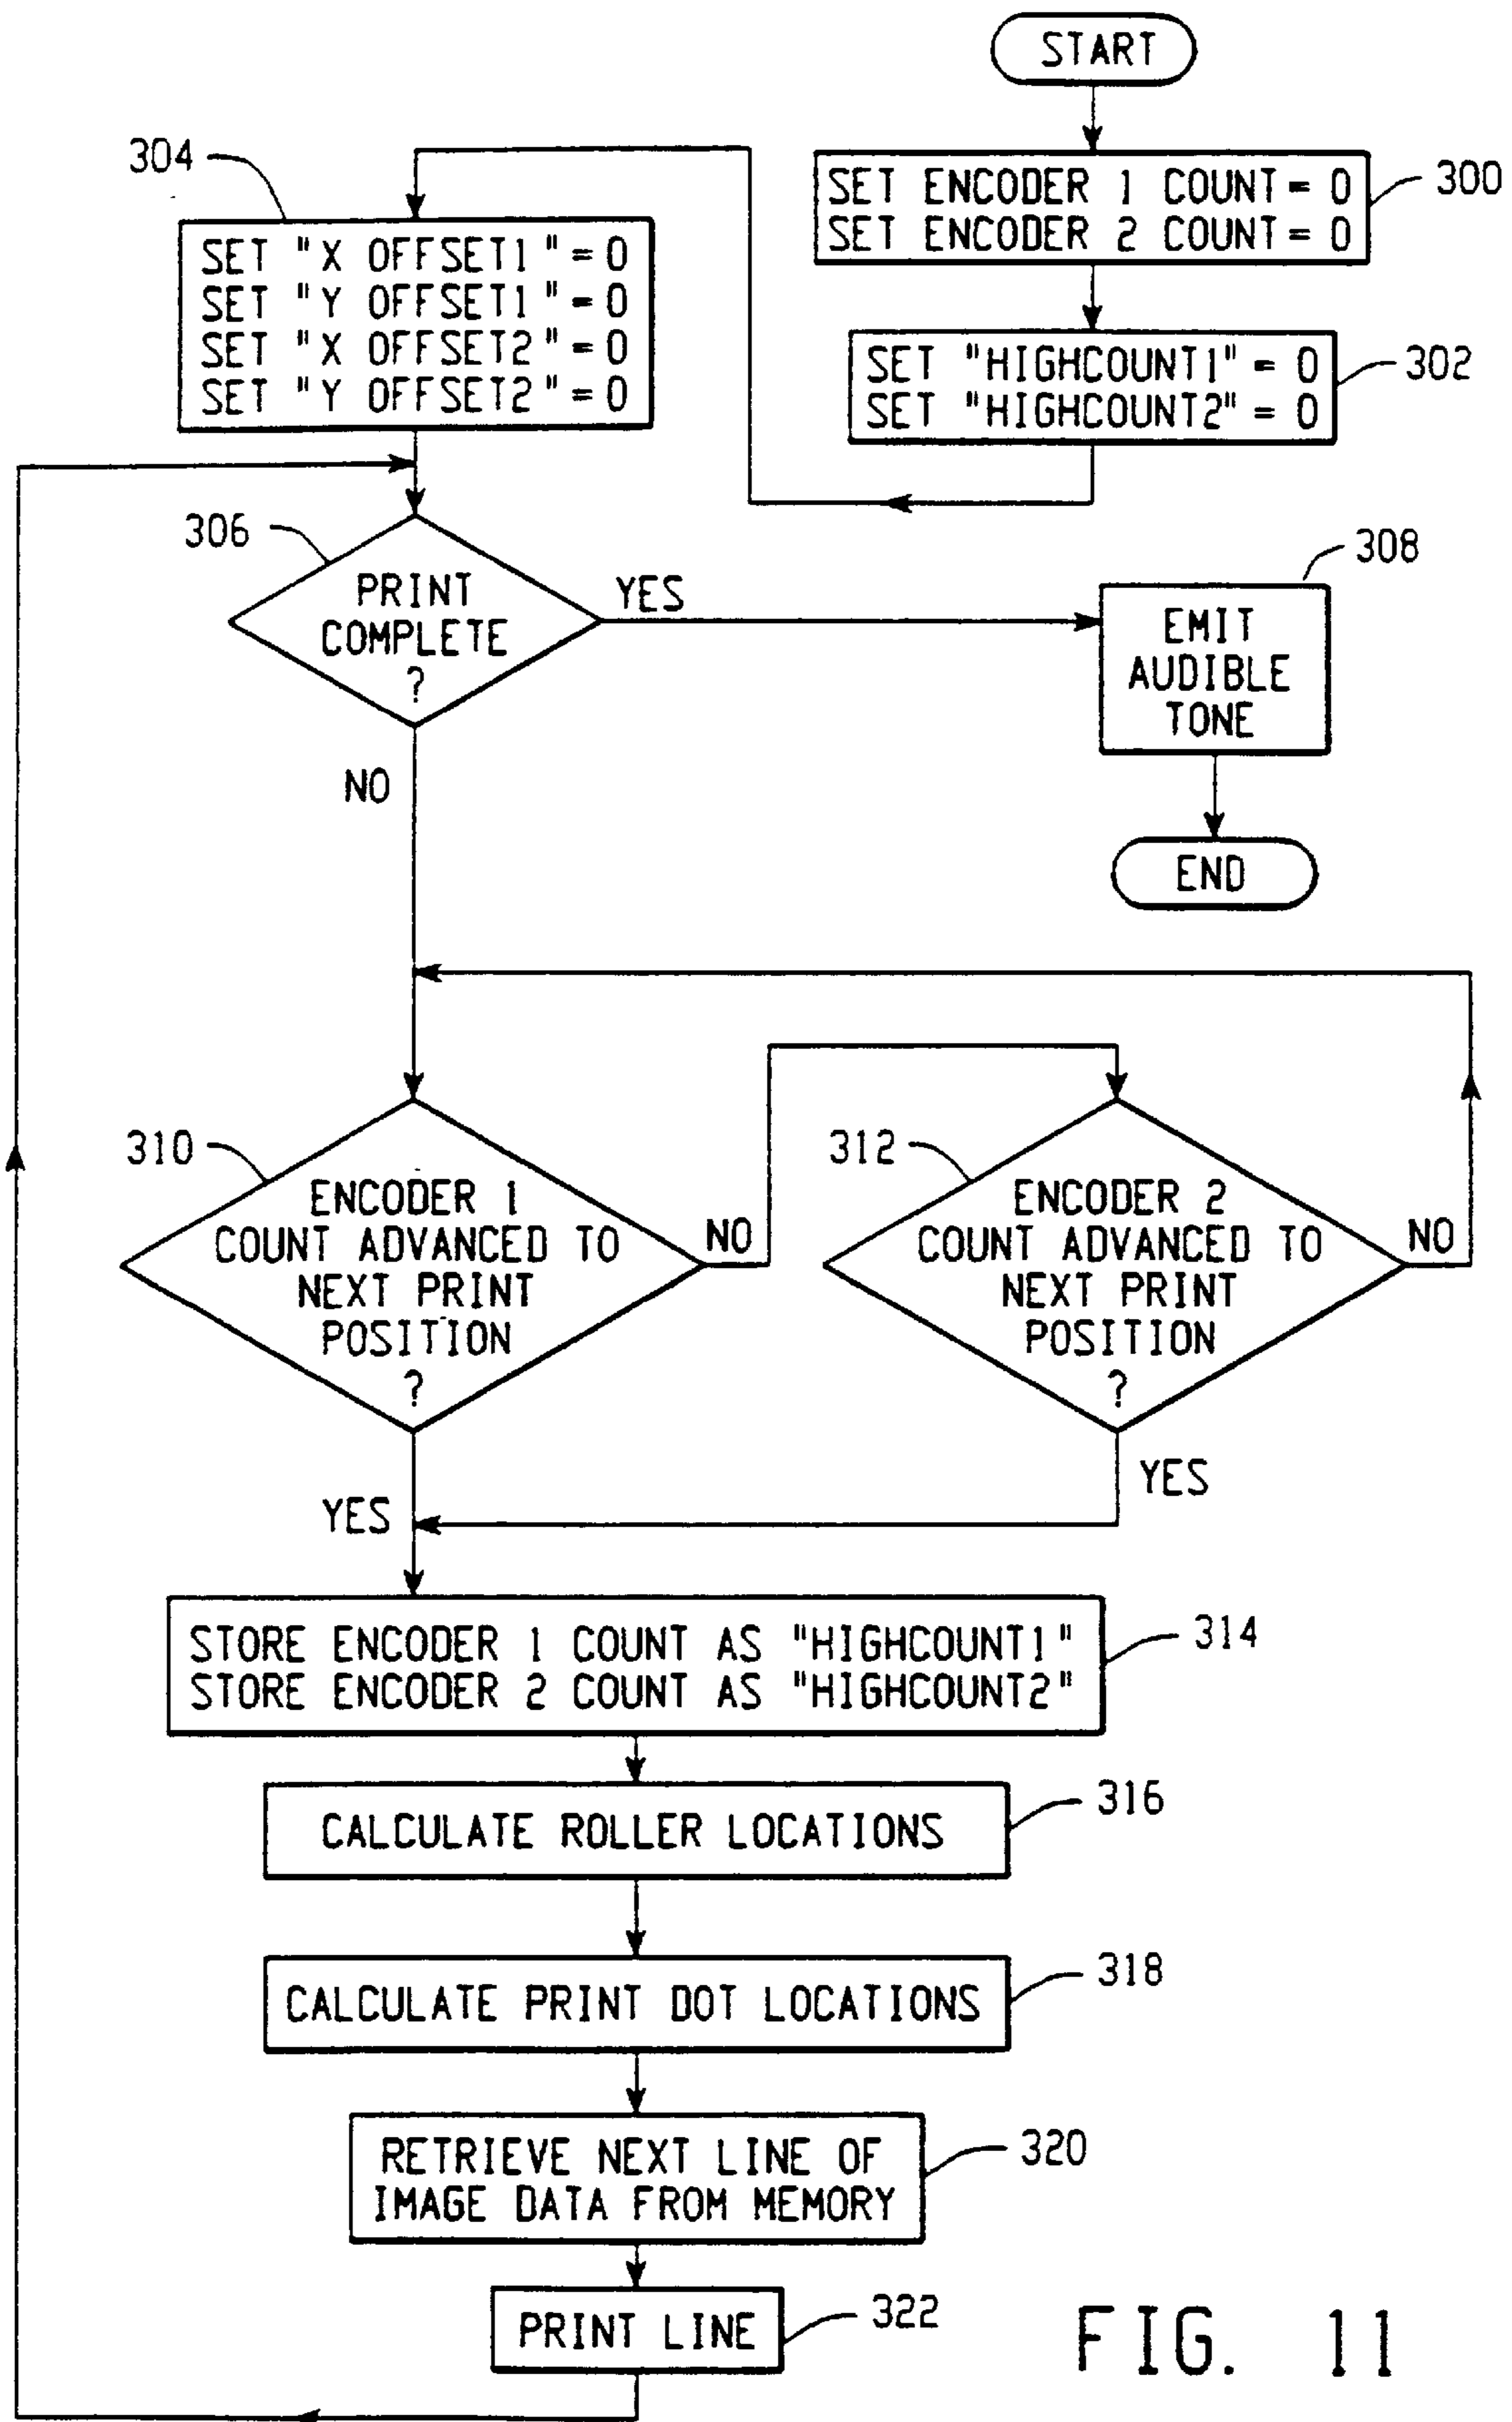 START
SET ENCODER 1 COUNT = 0
SET ENCODER 2 COUNT = 0
300
SET "HIGHCOUNT1" = 0
SET "HIGHCOUNT2" = 0
302
304
SET "X OFFSET1" = 0
SET "Y OFFSET1" = 0
SET "X OFFSET2" = 0
SET "Y OFFSET2" = 0
306
PRINT
COMPLETE
?
YES
NO
308
EMIT
AUDIBLE
TONE
END
310
ENCODER 1
COUNT ADVANCED TO
NEXT PRINT
POSITION
?
NO
YES
312
ENCODER 2
COUNT ADVANCED TO
NEXT PRINT
POSITION
?
NO
YES
STORE ENCODER 1 COUNT AS "HIGHCOUNT1"
STORE ENCODER 2 COUNT AS "HIGHCOUNT2"
314
CALCULATE ROLLER LOCATIONS
316
CALCULATE PRINT DOT LOCATIONS
318
RETRIEVE NEXT LINE OF
IMAGE DATA FROM MEMORY
320
PRINT LINE
322
FIG. 11